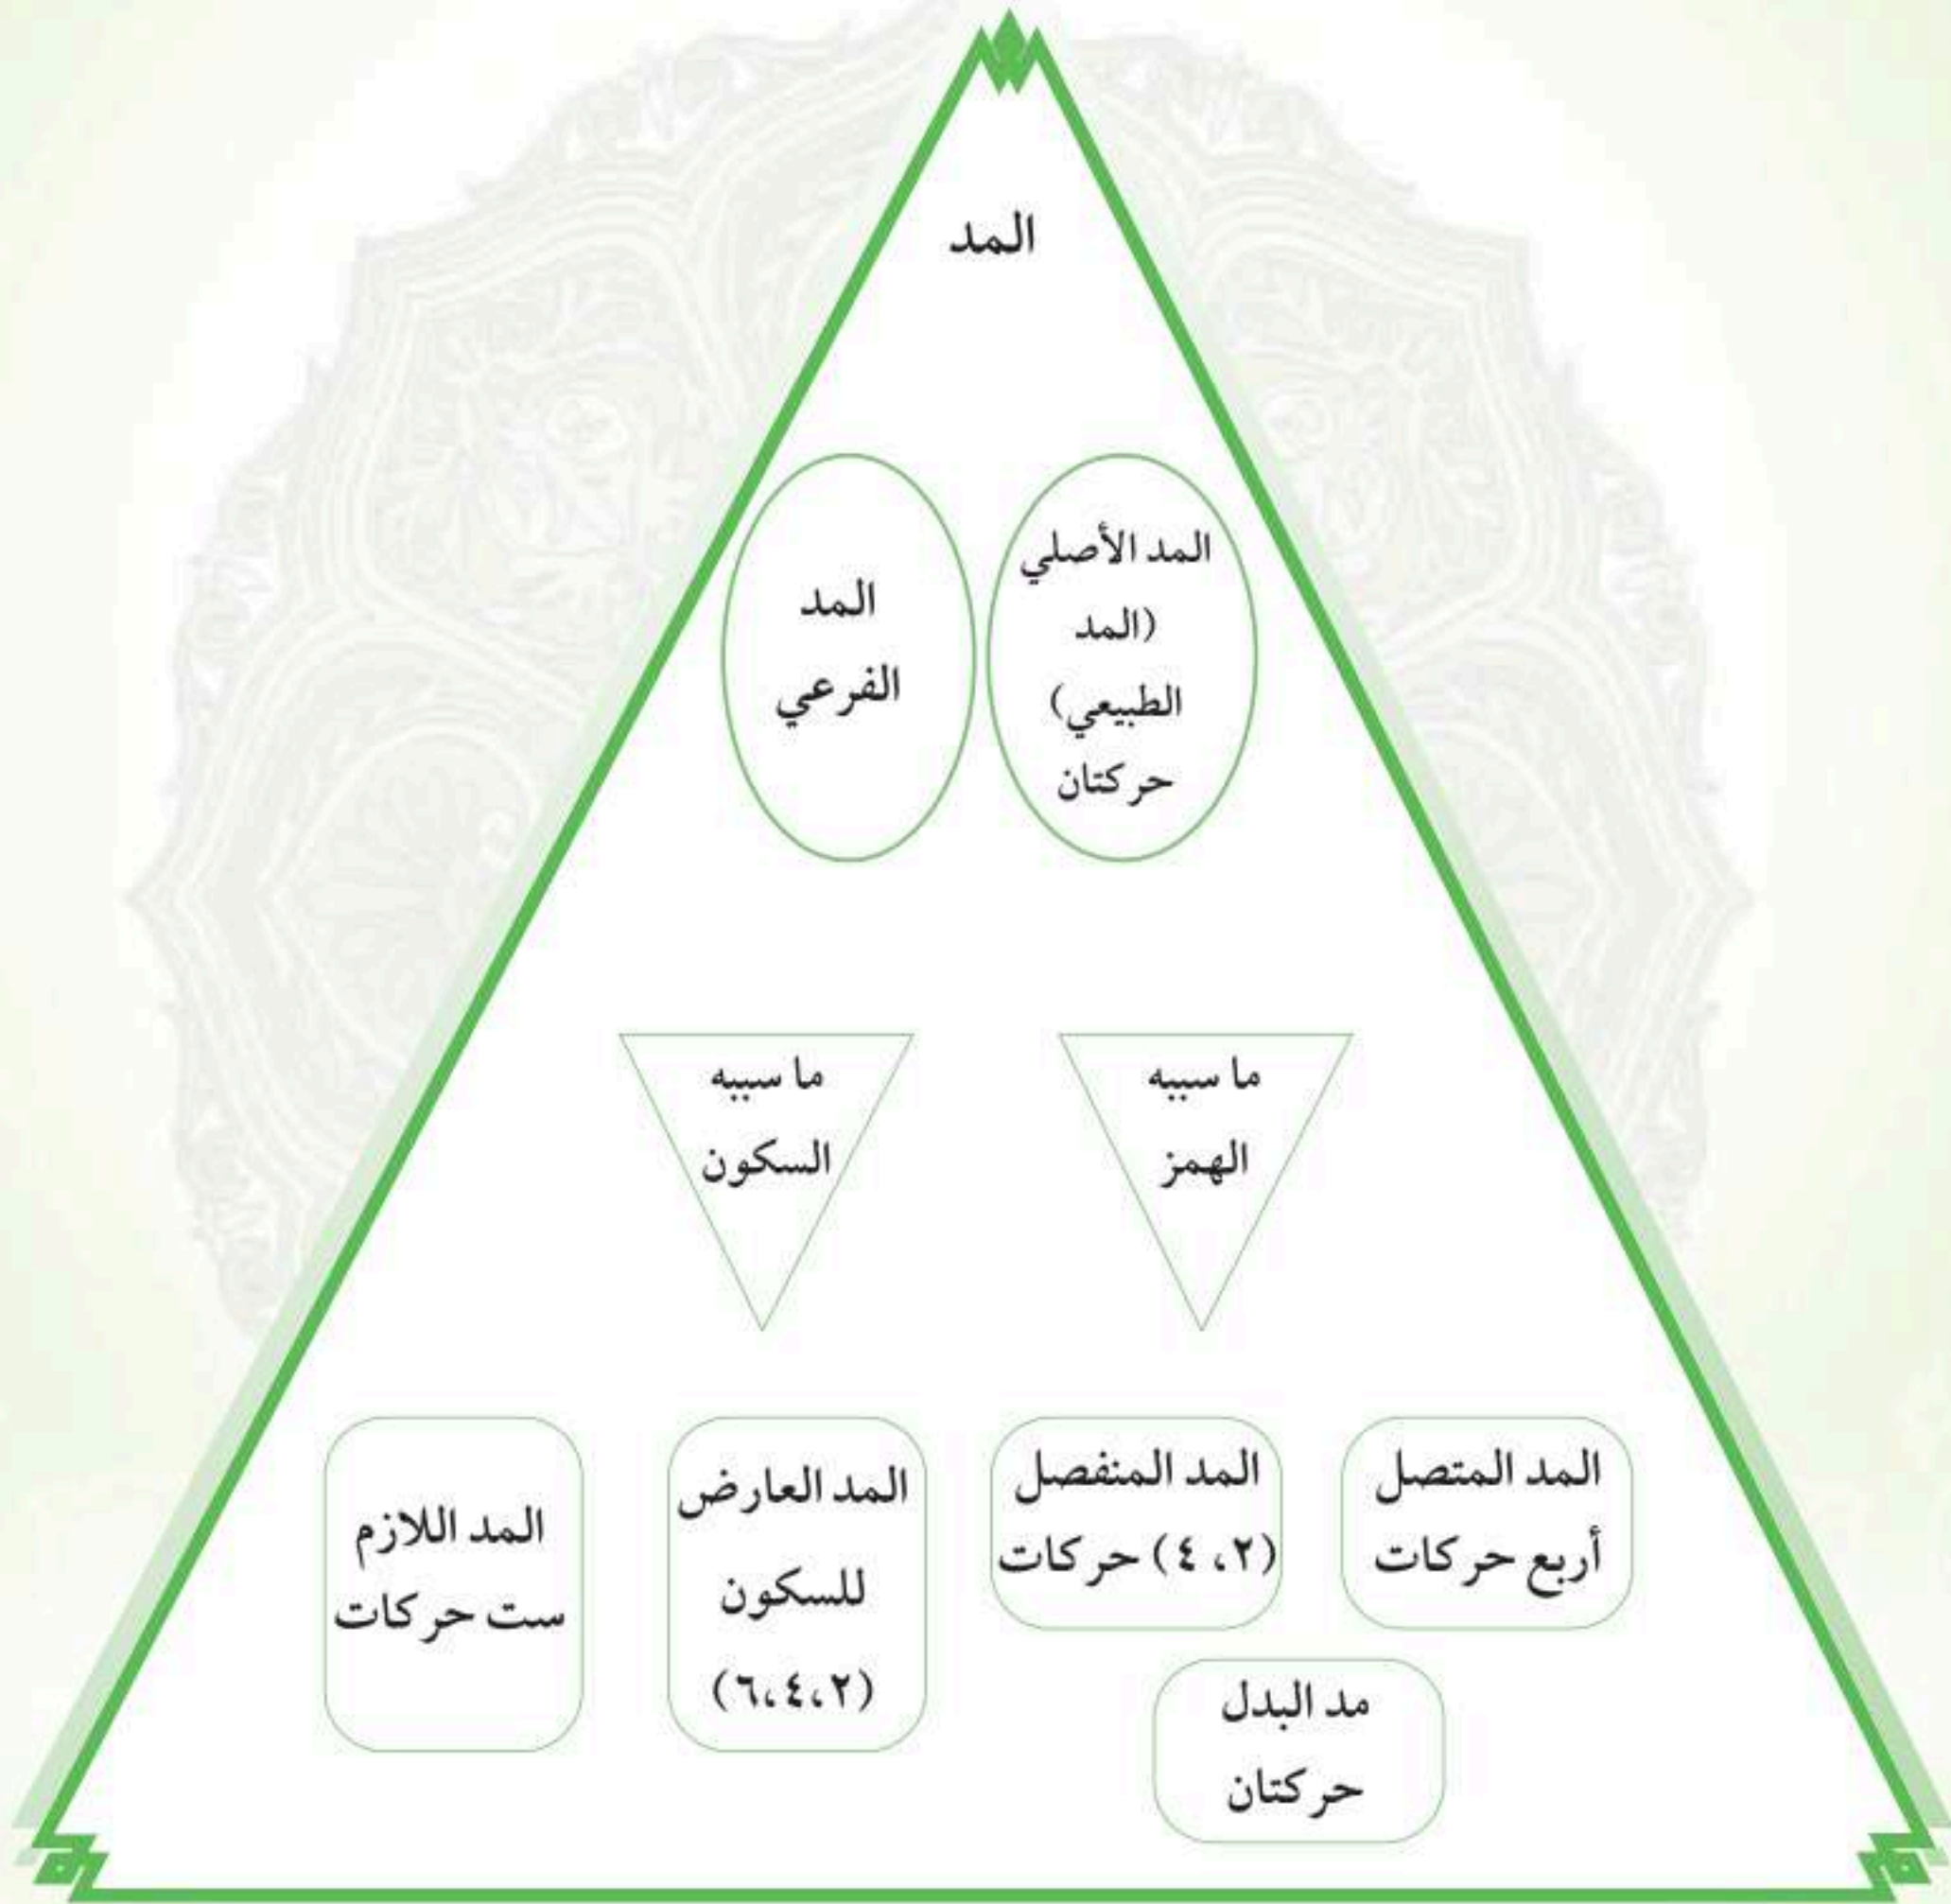 المد
المد الأصلي
(المد
الطبيعي)
حركتان
المد
الفرعي
ما سببه
الهمز
ما سببه
السكون
المد المتصل
أربع حركات
المد المنفصل
(٢، ٤) حركات
مد البدل
حركتان
المد العارض
للسكون
(٢،٤،٦)
المد اللازم
ست حركات